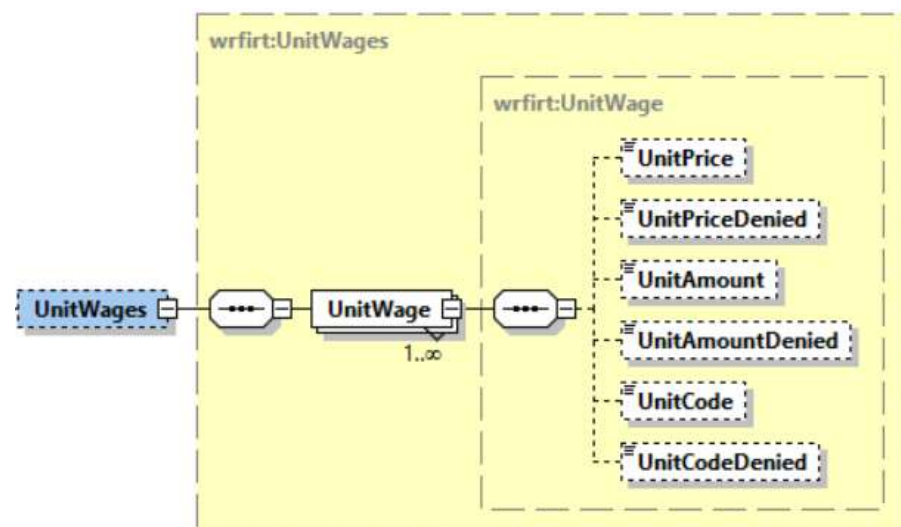 wrfirt:UnitWages
wrfirt:UnitWage
UnitPrice
UnitPriceDenied
UnitAmount
UnitWages
UnitWage
1..∞
UnitAmountDenied
UnitCode
UnitCodeDenied